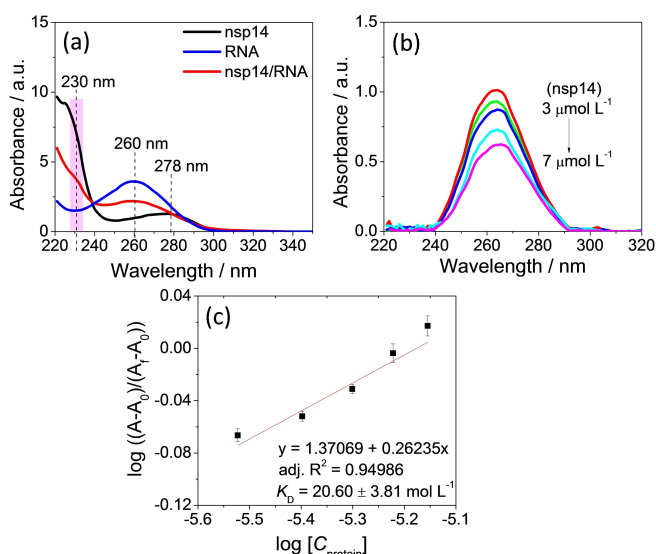 (a)
nsp14
RNA
nsp14/RNA
230 nm
260 nm
278 nm
15
10
5
0
220 240 260 280 300 320 340
Absorbance / a.u.
Wavelength / nm
(b)
(nsp14)
3 μmol L⁻¹
7 μmol L⁻¹
1.5
1.0
0.5
0.0
220 240 260 280 300 320
Absorbance / a.u.
Wavelength / nm
(c)
0.04
0.00
-0.04
-0.08
-0.12
-5.6 -5.5 -5.4 -5.3 -5.2 -5.1
log ((A-A₀)/(A_f-A₀))
y = 1.37069 + 0.26235x
adj. R² = 0.94986
K_D = 20.60 ± 3.81 mol L⁻¹
log [C_protein]